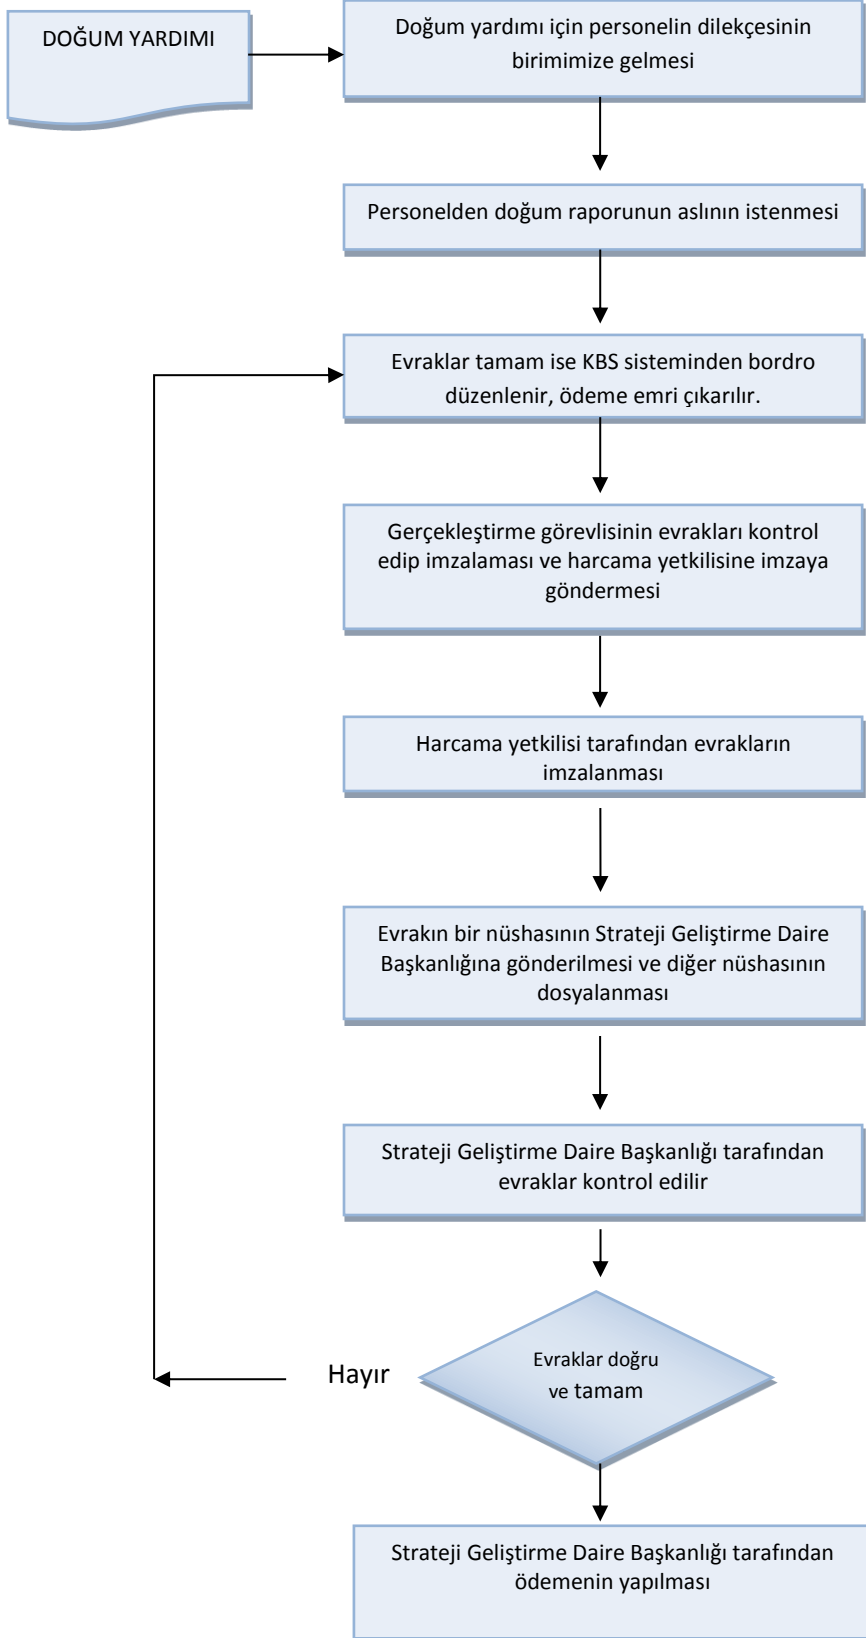 DOĞUM YARDIMI
Doğum yardımı için personelin dilekçesinin
birimimize gelmesi
Personelden doğum raporunun aslının istenmesi
Evraklar tamam ise KBS sisteminden bordro
düzenlenir, ödeme emri çıkarılır.
Gerçekleştirme görevlisinin evrakları kontrol
edip imzalaması ve harcama yetkilisine imzaya
göndermesi
Harcama yetkilisi tarafından evrakların
imzalanması
Evrakın bir nüshasının Strateji Geliştirme Daire
Başkanlığına gönderilmesi ve diğer nüshasının
dosyalanması
Strateji Geliştirme Daire Başkanlığı tarafından
evraklar kontrol edilir
Evraklar doğru
ve tamam
Hayır
Strateji Geliştirme Daire Başkanlığı tarafından
ödemenin yapılması